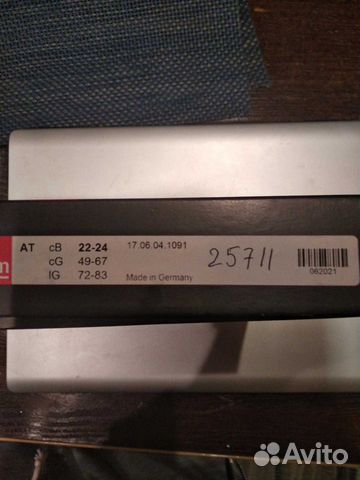 AT cB 22-24 17.06.04.1091
cG 49-67
IG 72-83 Made in Germany
25711
062021
m
Avito